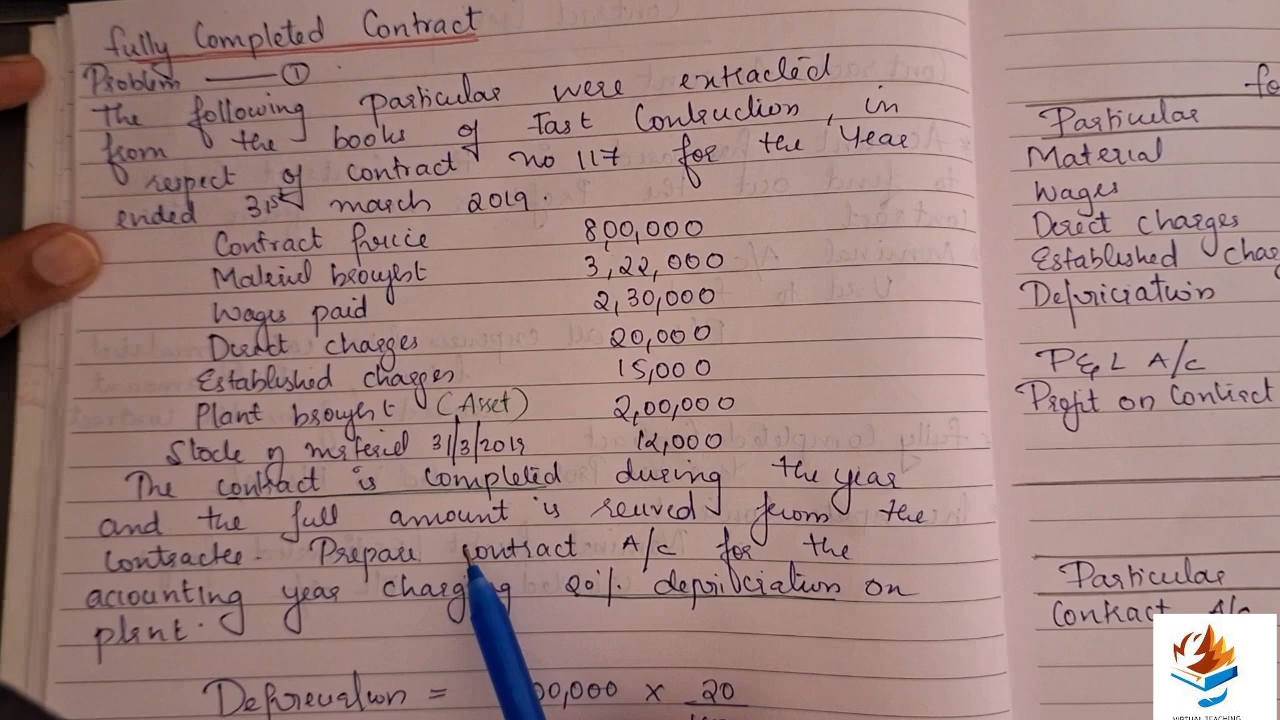 fully Completed Contract
Problem — ①
The following particular were extracted
from the books of Tast Contruction, in
respect of contract no 117 for the Year
ended 31st march 2019.
Contract price 800,000
Material brought 3,22,000
Wages paid 2,30,000
Direct charges 20,000
Established charges 15,000
Plant brought (Asset) 2,00,000
Stock of material 31/3/2019 12,000
The contract is completed during the year
and the full amount is received from the
contractee. Prepare contract A/c for the
accounting year charging 20% depriciation on
plant.
Depreciation = 00,000 × 20
Particular
Material
Wages
Direct charges
Established
Depriciation
P&L A/c
Profit on Contract
Particular
Contract A/c
VIRTUAL TEACHING